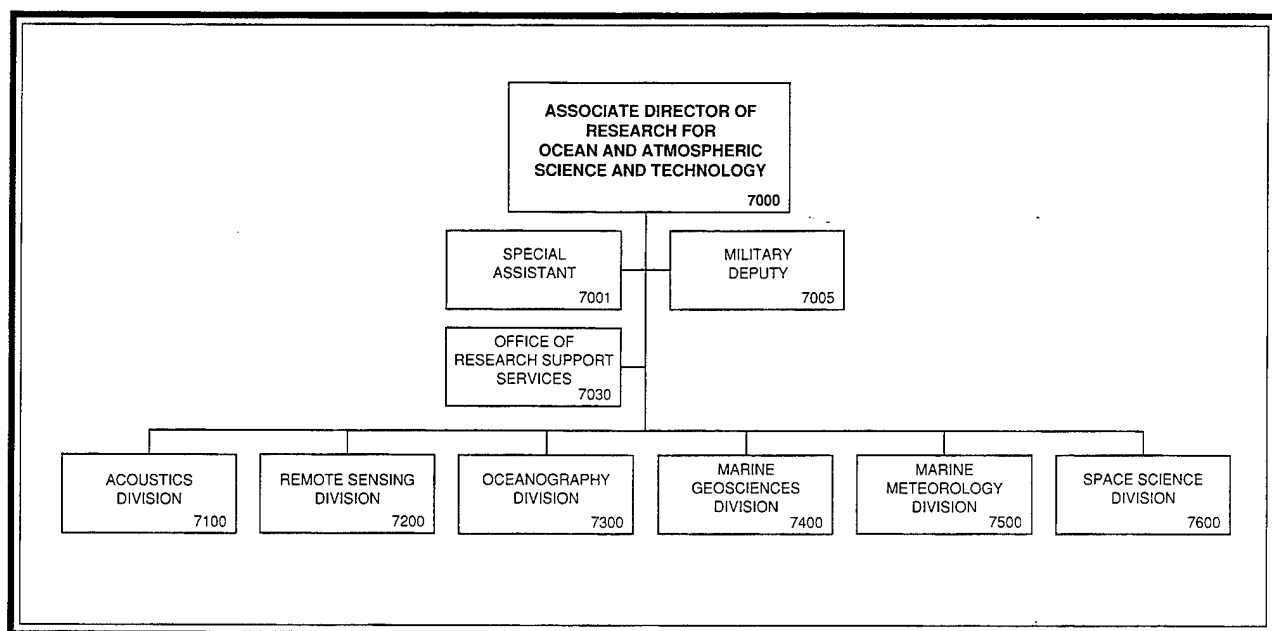 ASSOCIATE DIRECTOR OF
RESEARCH FOR
OCEAN AND ATMOSPHERIC
SCIENCE AND TECHNOLOGY
7000
SPECIAL
ASSISTANT
7001
MILITARY
DEPUTY
7005
OFFICE OF
RESEARCH SUPPORT
SERVICES
7030
ACOUSTICS
DIVISION
7100
REMOTE SENSING
DIVISION
7200
OCEANOGRAPHY
DIVISION
7300
MARINE
GEOSCIENCES
DIVISION
7400
MARINE
METEOROLOGY
DIVISION
7500
SPACE SCIENCE
DIVISION
7600